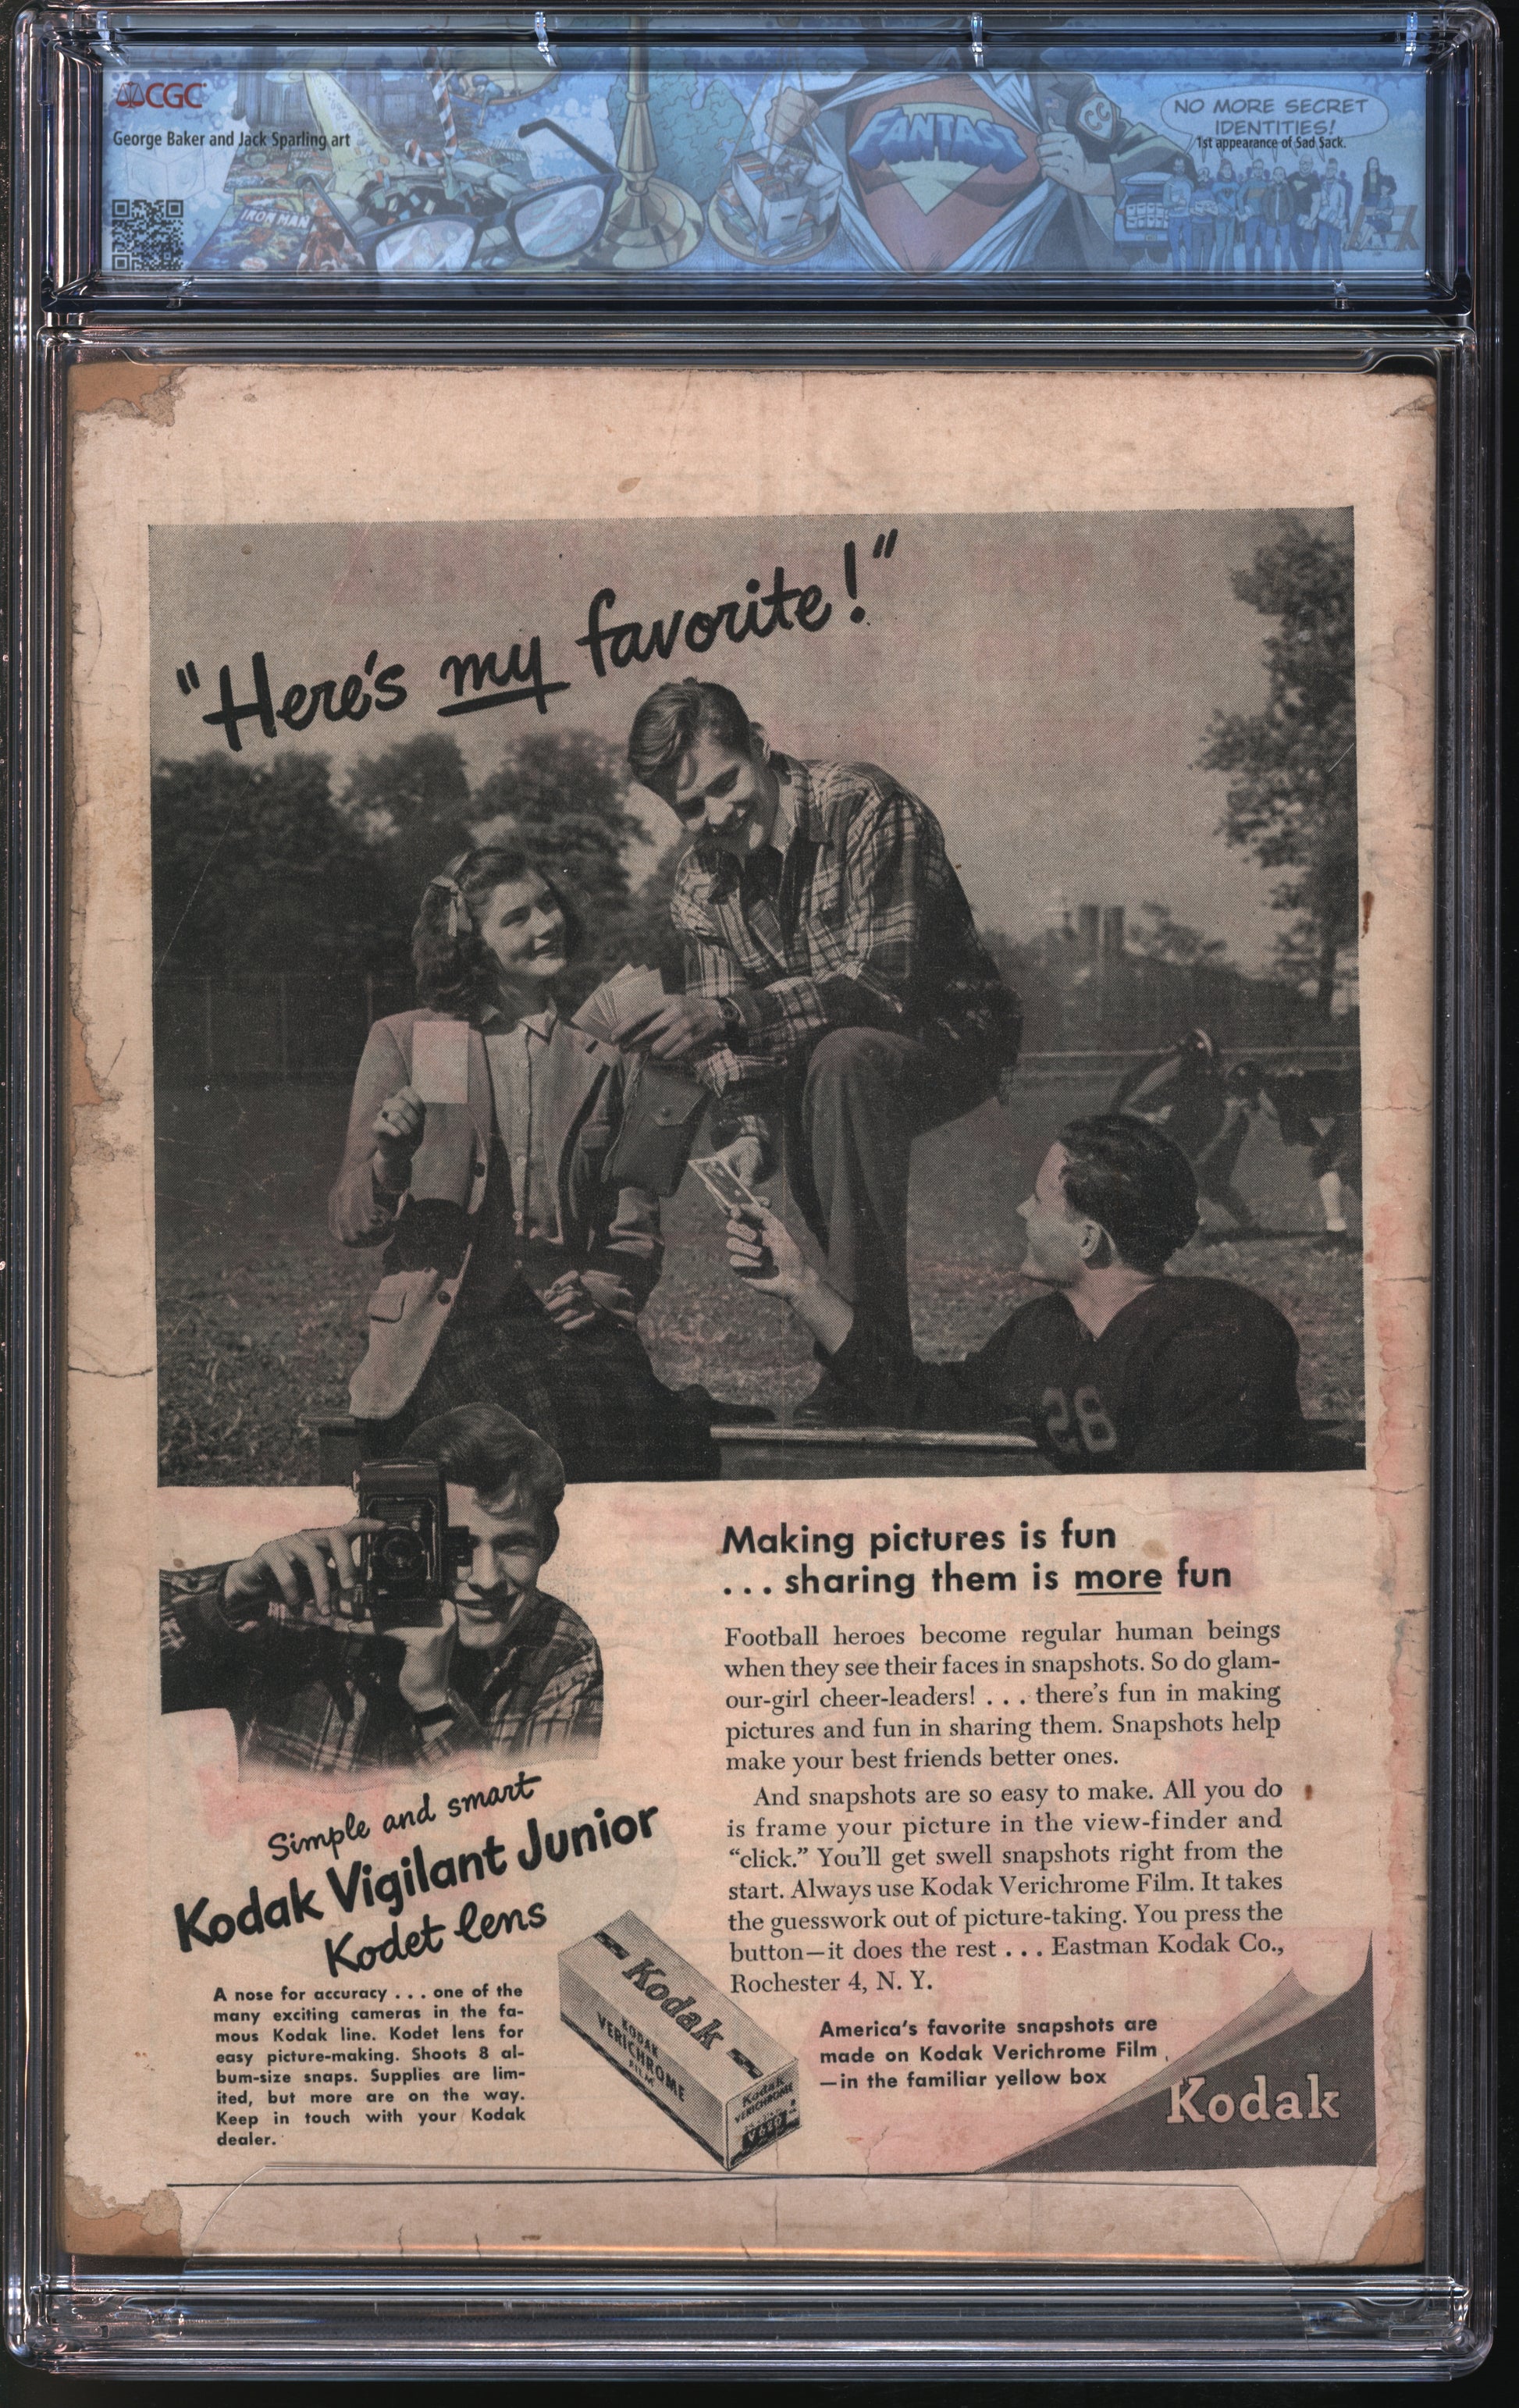 CGC
George Baker and Jack Sparling art
IRON MAN
FANTAST
CC
NO MORE SECRET
IDENTITIES!
1st appearance of Sad Sack.
"Here's my favorite!"
28
Making pictures is fun
... sharing them is more fun
Football heroes become regular human beings
when they see their faces in snapshots. So do glam-
our-girl cheer-leaders! . . . there's fun in making
pictures and fun in sharing them. Snapshots help
make your best friends better ones.
And snapshots are so easy to make. All you do
is frame your picture in the view-finder and
“click.” You'll get swell snapshots right from the
start. Always use Kodak Verichrome Film. It takes
the guesswork out of picture-taking. You press the
button—it does the rest . . . Eastman Kodak Co.,
Rochester 4, N. Y.
Simple and smart
Kodak Vigilant Junior
Kodet lens
A nose for accuracy . . . one of the
many exciting cameras in the fa-
mous Kodak line. Kodet lens for
easy picture-making. Shoots 8 al-
bum-size snaps. Supplies are lim-
ited, but more are on the way.
Keep in touch with your Kodak
dealer.
Kodak
KODAK
VERICHROME
FILM
Kodak
VERICHROME
V620
America's favorite snapshots are
made on Kodak Verichrome Film
—in the familiar yellow box
Kodak